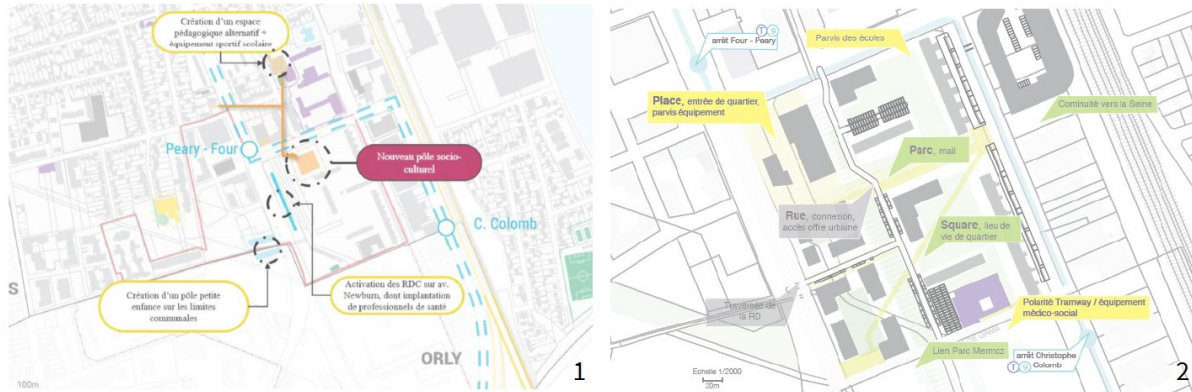 Création d'un espace
pédagogique alternatif +
équipement sportif scolaire
Peary - Four
Nouveau pôle socio-
culturel
C. Colomb
S
Création d'un pôle petite
enfance sur les limites
communales
Activation des RDC sur av.
Newburn, dont implantation
de professionnels de santé
ORLY
100m
1
T 9
arrêt Four - Peary
Parvis des écoles
Place, entrée de quartier,
parvis équipement
Continuité vers la Seine
Parc, mail
Rue, connexion,
accès offre urbaine
Square, lieu de
vie de quartier
Traversée de
la RD
Polarité Tramway / équipement
médico-social
Lien Parc Mermoz
arrêt Christophe
T 9 Colomb
Echelle 1/2000
20m
2